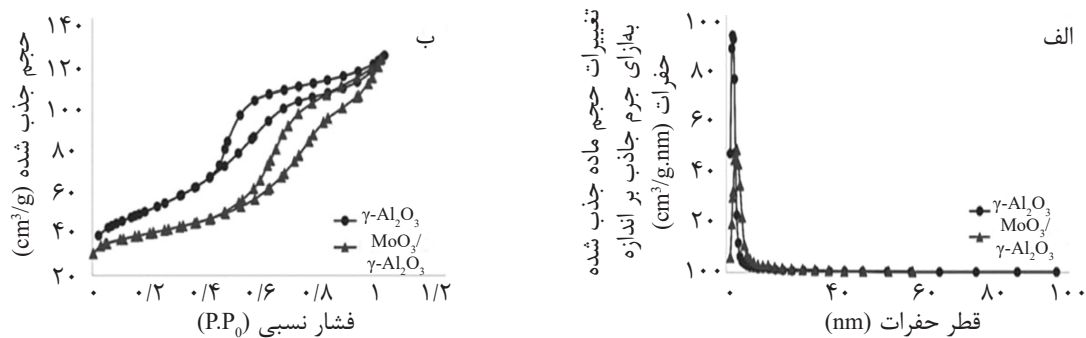 الف
تغییرات حجم ماده جذب شده
به‌ازای جرم جاذب بر اندازه
حفرات (cm³/g.nm)
۱۰۰
۸۰
۶۰
۴۰
۲۰
۱۰۰
۰
۴۰
۶۰
۸۰
۱۰۰
قطر حفرات (nm)
γ-Al₂O₃
MoO₃/
γ-Al₂O₃
ب
حجم جذب شده
(cm³/g)
۱۴۰
۱۲۰
۱۰۰
۸۰
۶۰
۴۰
۲۰
۰
۰/۲
۰/۴
۰/۶
۰/۸
۱
۱/۲
فشار نسبی (P.P₀)
γ-Al₂O₃
MoO₃/
γ-Al₂O₃